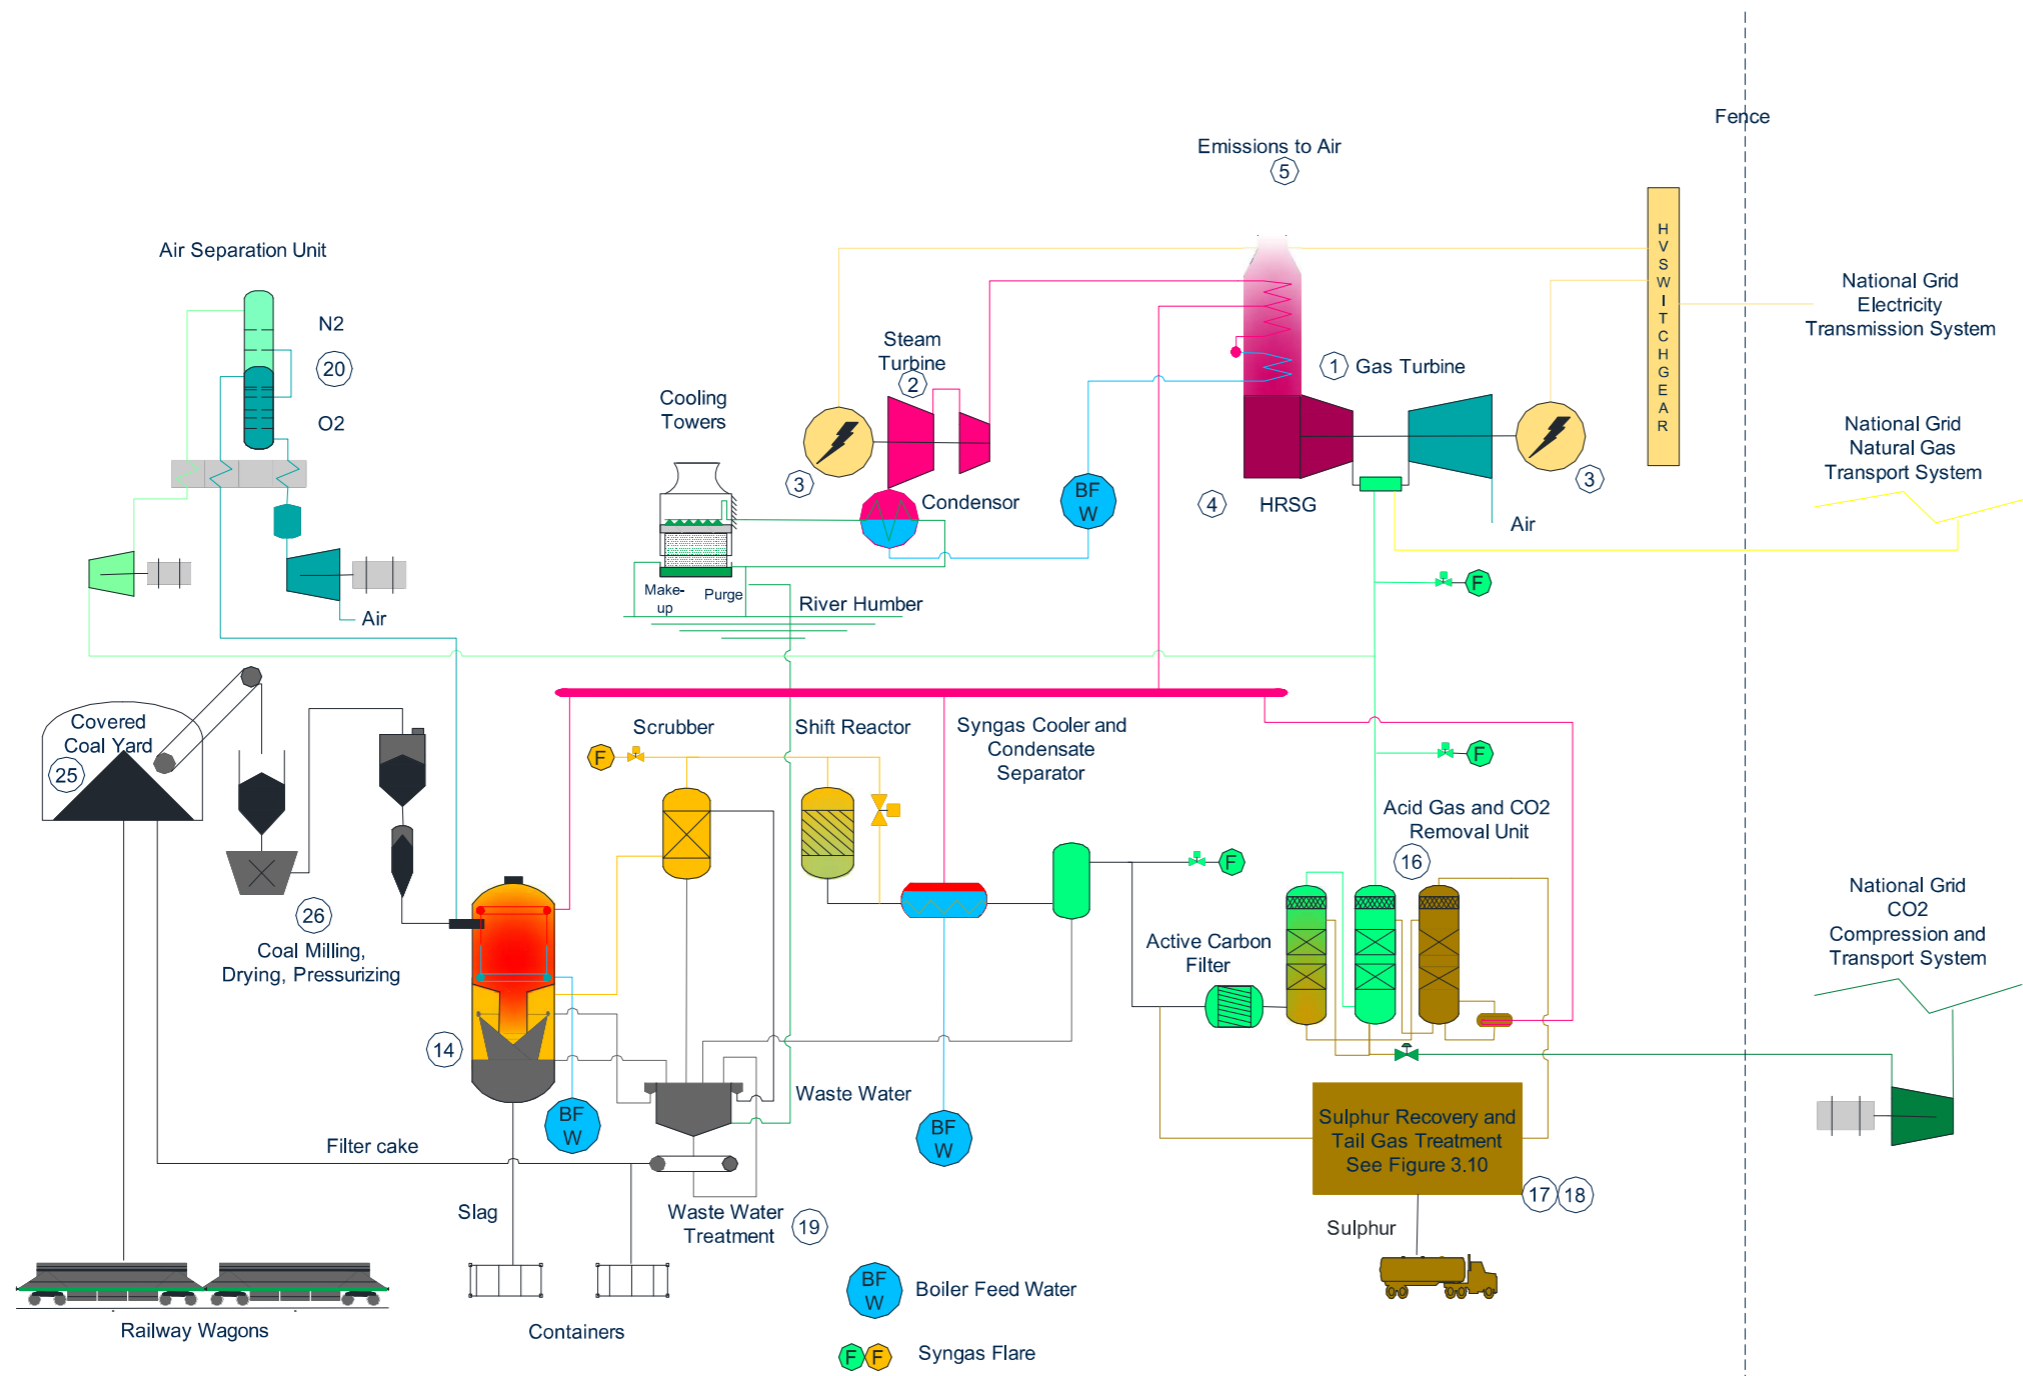 Fence
Emissions to Air
5
HVSWITCHGEAR
Air Separation Unit
N2
20
O2
Air
National Grid
Electricity
Transmission System
Steam
Turbine
2
1
Gas Turbine
Cooling
Towers
3
Condensor
BF
W
4
HRSG
3
Air
National Grid
Natural Gas
Transport System
F
Make-
up
Purge
River Humber
Covered
Coal Yard
25
Scrubber
Shift Reactor
Syngas Cooler and
Condensate
Separator
F
F
Acid Gas and CO2
Removal Unit
16
F
National Grid
CO2
Compression and
Transport System
26
Coal Milling,
Drying, Pressurizing
Active Carbon
Filter
14
BF
W
Waste Water
BF
W
Sulphur Recovery and
Tail Gas Treatment
See Figure 3.10
17
18
Filter cake
Slag
Waste Water
Treatment
19
Sulphur
BF
W
Boiler Feed Water
Railway Wagons
Containers
F
F
Syngas Flare